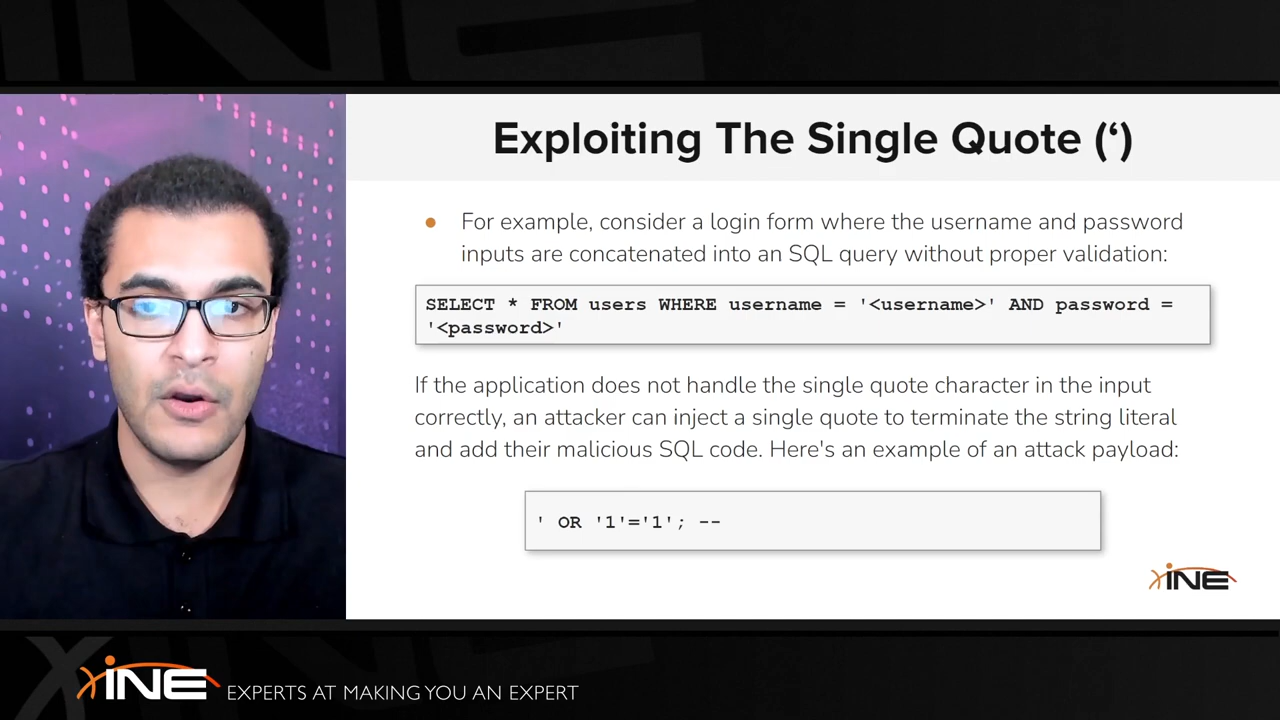 Exploiting The Single Quote (‘)
For example, consider a login form where the username and password
inputs are concatenated into an SQL query without proper validation:
SELECT * FROM users WHERE username = '<username>' AND password =
'<password>'
If the application does not handle the single quote character in the input
correctly, an attacker can inject a single quote to terminate the string literal
and add their malicious SQL code. Here's an example of an attack payload:
' OR '1'='1'; --
INE
INE EXPERTS AT MAKING YOU AN EXPERT